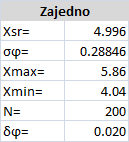 Zajedno
Xsr= 4.996
σφ= 0.28846
Xmax= 5.86
Xmin= 4.04
N= 200
δφ= 0.020